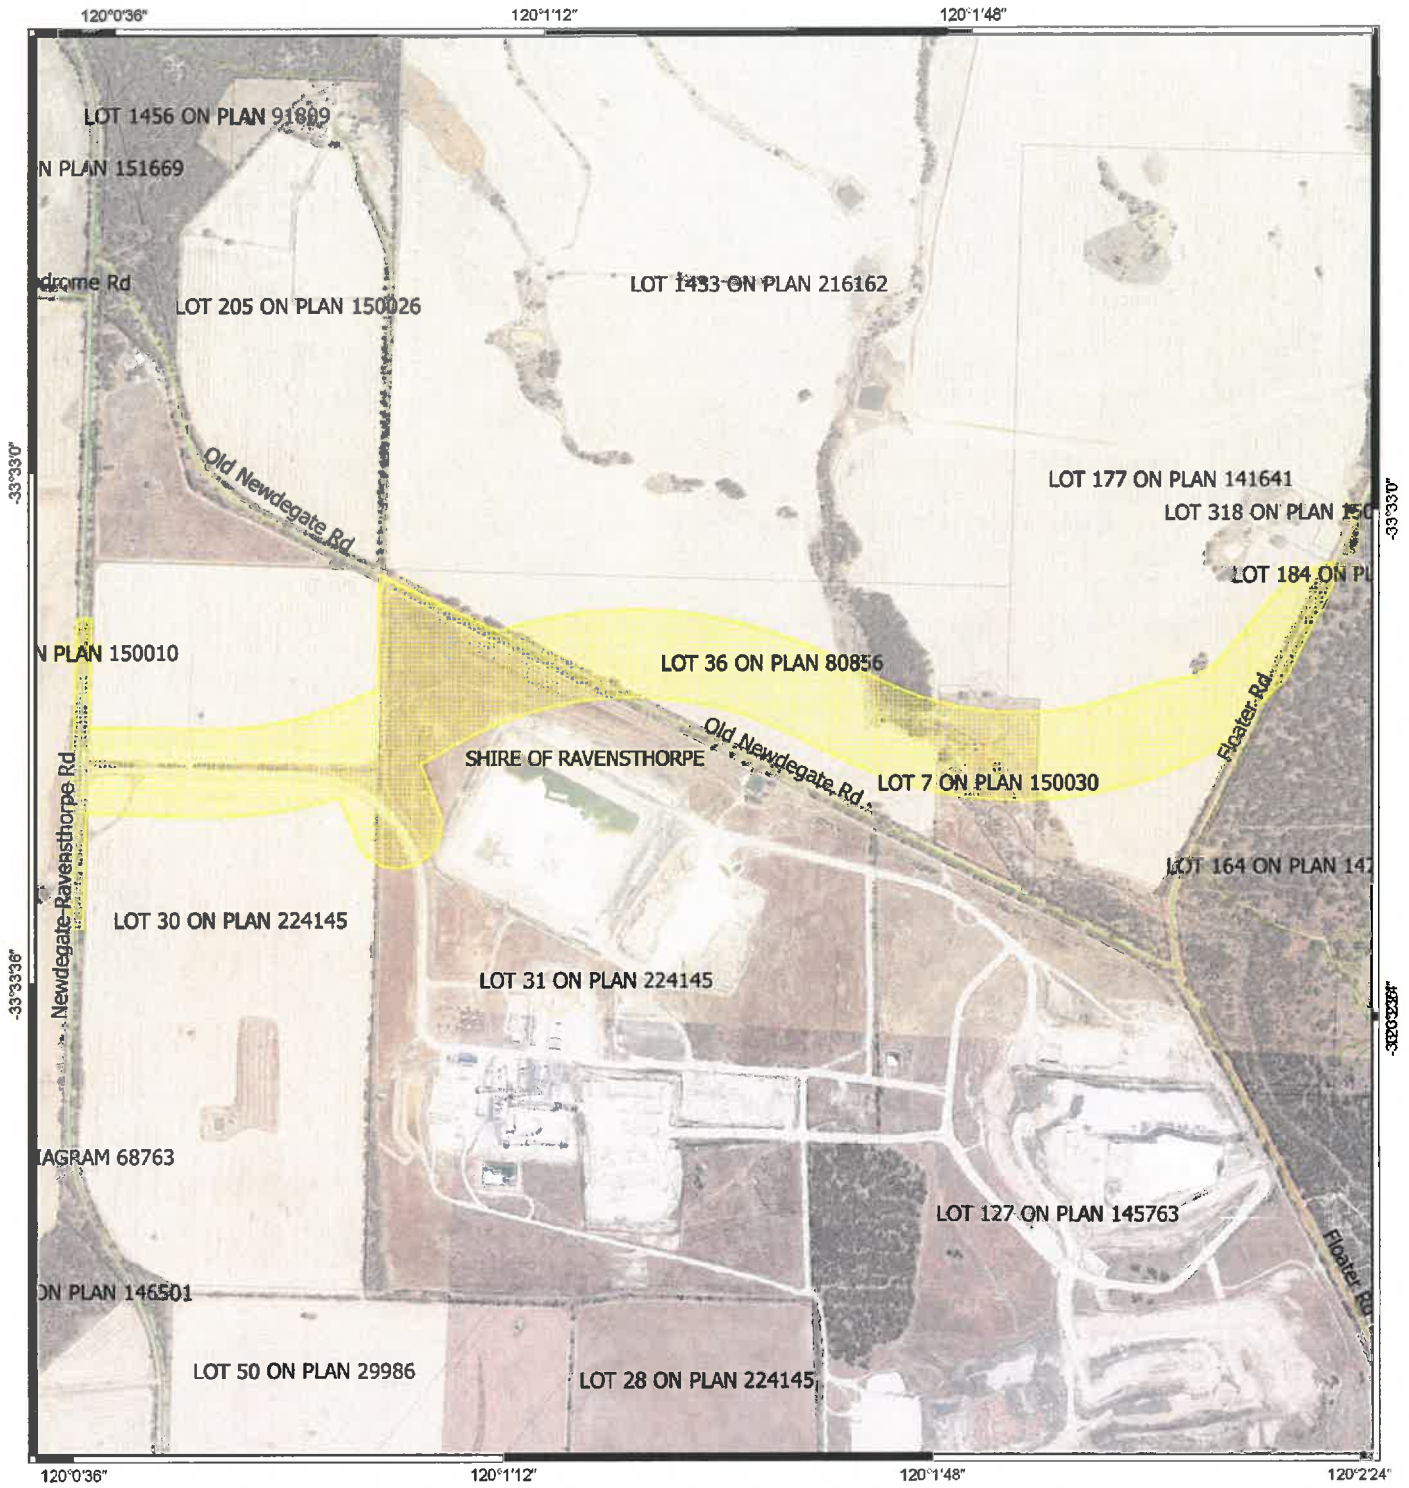 120°0'36" 120°1'12" 120°1'48"
LOT 1456 ON PLAN 91809
N PLAN 151669
drome Rd
LOT 205 ON PLAN 150026
LOT 1433 ON PLAN 216162
-33°33'0"
Old Newdegate Rd
LOT 177 ON PLAN 141641
LOT 318 ON PLAN 150
-33°33'0"
LOT 184 ON PL
N PLAN 150010
LOT 36 ON PLAN 80856
Floater Rd
Old Newdegate Rd
SHIRE OF RAVENSTHORPE
LOT 7 ON PLAN 150030
Newdegate-Ravensthorpe Rd
LOT 164 ON PLAN 147
LOT 30 ON PLAN 224145
-33°33'36"
LOT 31 ON PLAN 224145
IAGRAM 68763
LOT 127 ON PLAN 145763
Floater Rd
ON PLAN 146501
LOT 50 ON PLAN 29986
LOT 28 ON PLAN 224145
120°0'36" 120°1'12" 120°1'48" 120°2'24"